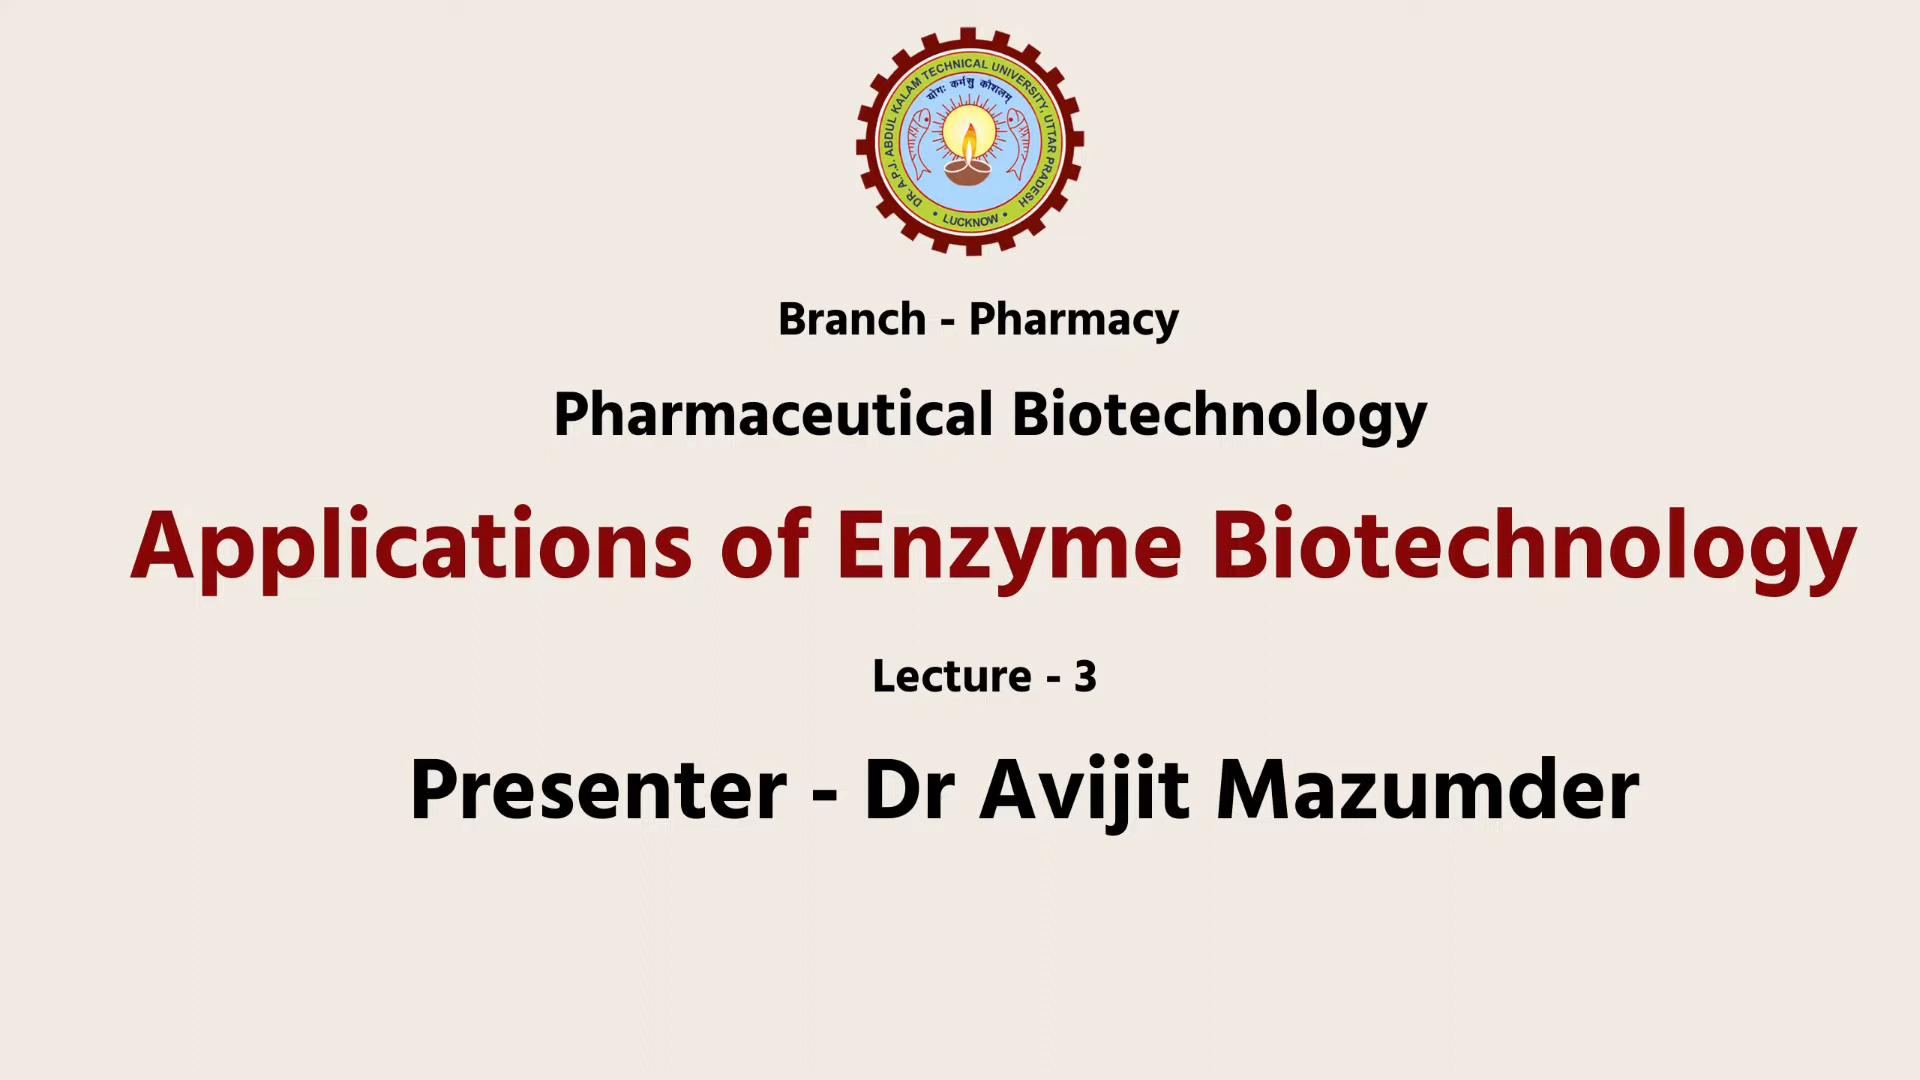 DR. A.P.J. ABDUL KALAM TECHNICAL UNIVERSITY, UTTAR PRADESH
योगः कर्मसु कौशलम्
• LUCKNOW •
Branch - Pharmacy
Pharmaceutical Biotechnology
Applications of Enzyme Biotechnology
Lecture - 3
Presenter - Dr Avijit Mazumder